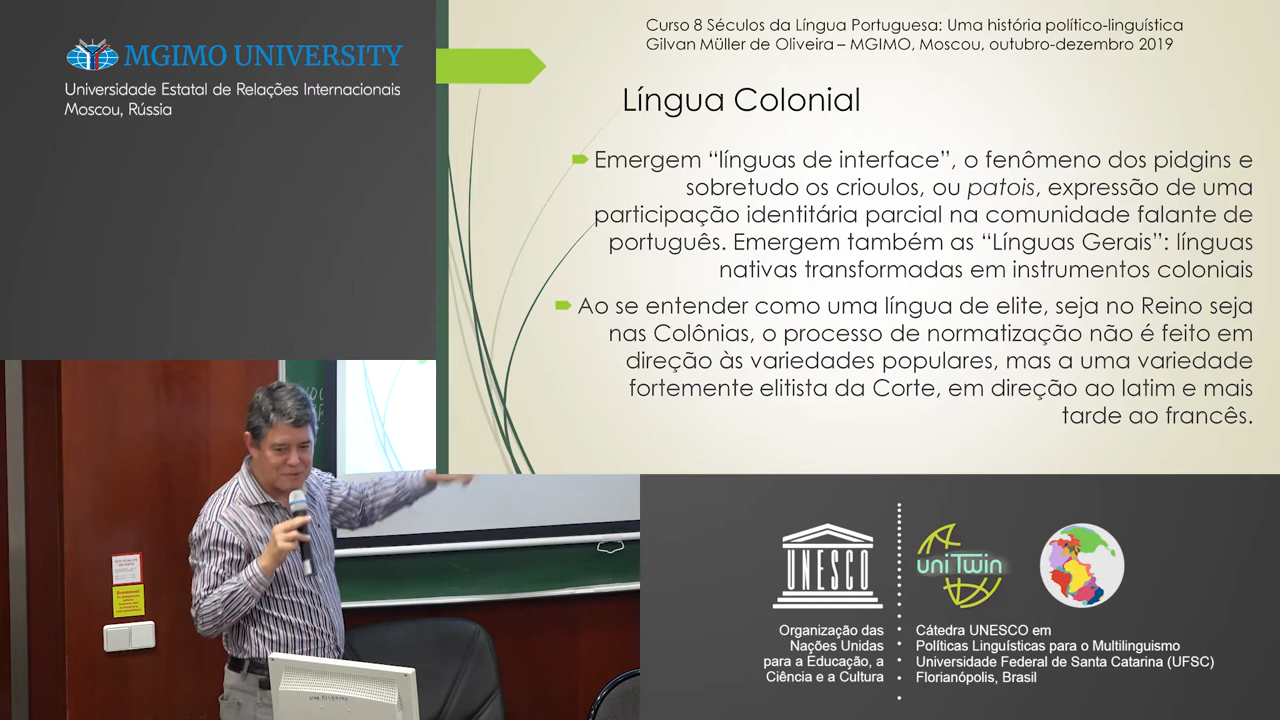 MGIMO UNIVERSITY
Universidade Estatal de Relações Internacionais
Moscou, Rússia
Curso 8 Séculos da Língua Portuguesa: Uma história político-linguística
Gilvan Müller de Oliveira – MGIMO, Moscou, outubro-dezembro 2019
Língua Colonial
Emergem “línguas de interface”, o fenômeno dos pidgins e
sobretudo os crioulos, ou patois, expressão de uma
participação identitária parcial na comunidade falante de
português. Emergem também as “Línguas Gerais”: línguas
nativas transformadas em instrumentos coloniais
Ao se entender como uma língua de elite, seja no Reino seja
nas Colônias, o processo de normatização não é feito em
direção às variedades populares, mas a uma variedade
fortemente elitista da Corte, em direção ao latim e mais
tarde ao francês.
UNESCO
Organização das
Nações Unidas
para a Educação, a
Ciência e a Cultura
uniTwin
Cátedra UNESCO em
Políticas Linguísticas para o Multilinguismo
Universidade Federal de Santa Catarina (UFSC)
Florianópolis, Brasil